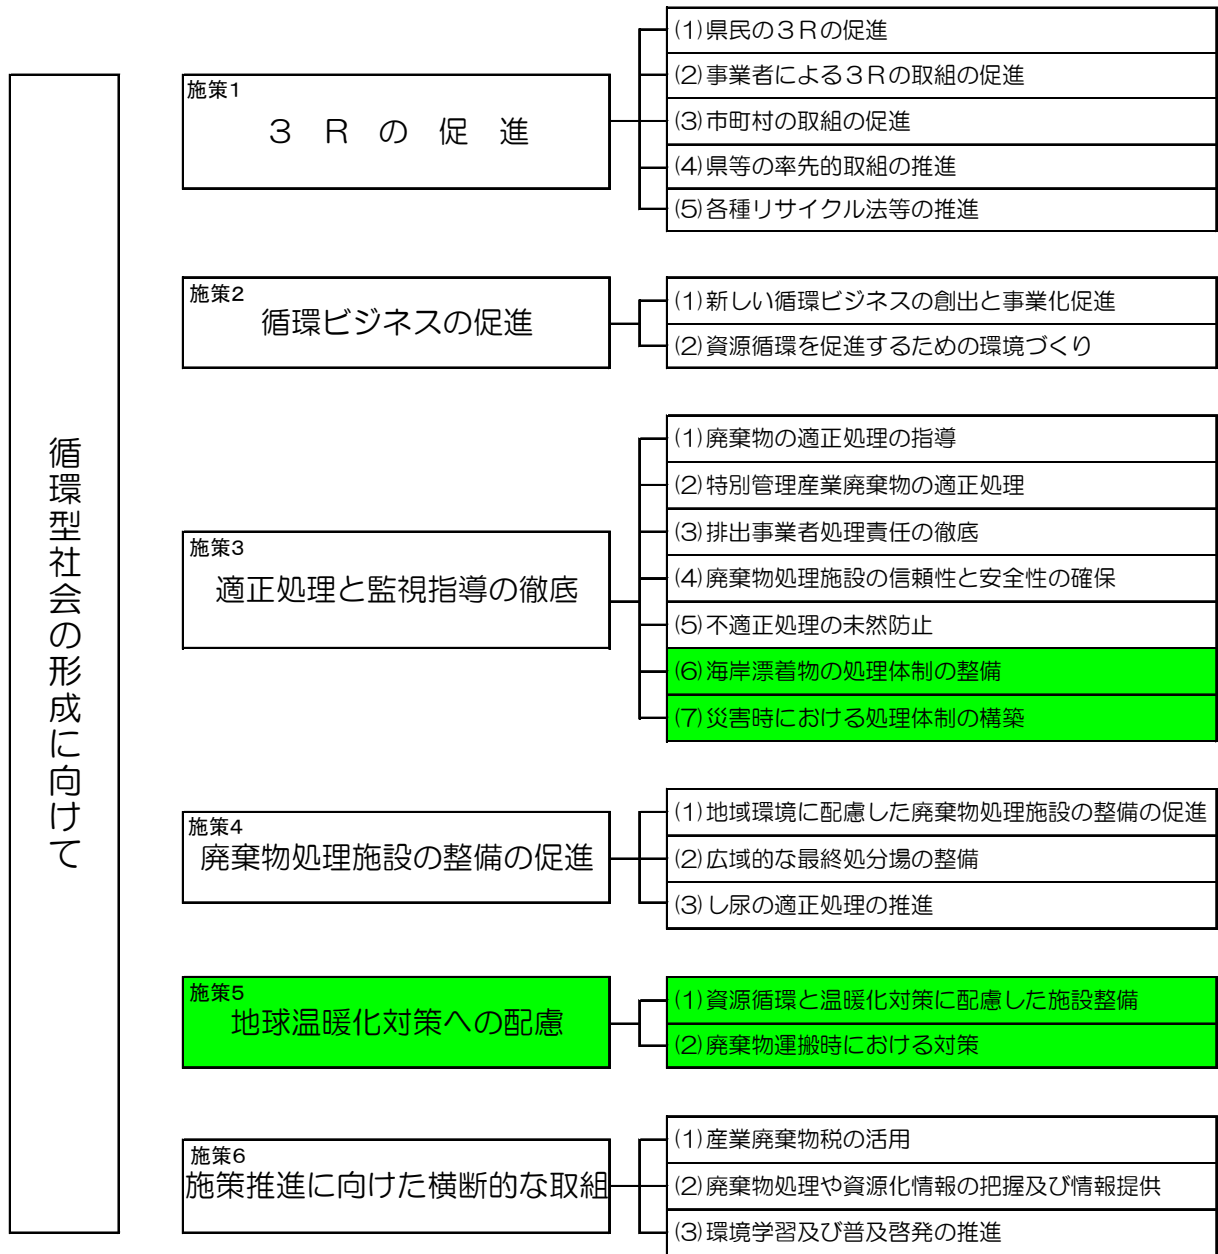 循環型社会の形成に向けて
施策1
３Ｒの促進
(1)県民の３Ｒの促進
(2)事業者による３Ｒの取組の促進
(3)市町村の取組の促進
(4)県等の率先的取組の推進
(5)各種リサイクル法等の推進
施策2
循環ビジネスの促進
(1)新しい循環ビジネスの創出と事業化促進
(2)資源循環を促進するための環境づくり
施策3
適正処理と監視指導の徹底
(1)廃棄物の適正処理の指導
(2)特別管理産業廃棄物の適正処理
(3)排出事業者処理責任の徹底
(4)廃棄物処理施設の信頼性と安全性の確保
(5)不適正処理の未然防止
(6)海岸漂着物の処理体制の整備
(7)災害時における処理体制の構築
施策4
廃棄物処理施設の整備の促進
(1)地域環境に配慮した廃棄物処理施設の整備の促進
(2)広域的な最終処分場の整備
(3)し尿の適正処理の推進
施策5
地球温暖化対策への配慮
(1)資源循環と温暖化対策に配慮した施設整備
(2)廃棄物運搬時における対策
施策6
施策推進に向けた横断的な取組
(1)産業廃棄物税の活用
(2)廃棄物処理や資源化情報の把握及び情報提供
(3)環境学習及び普及啓発の推進